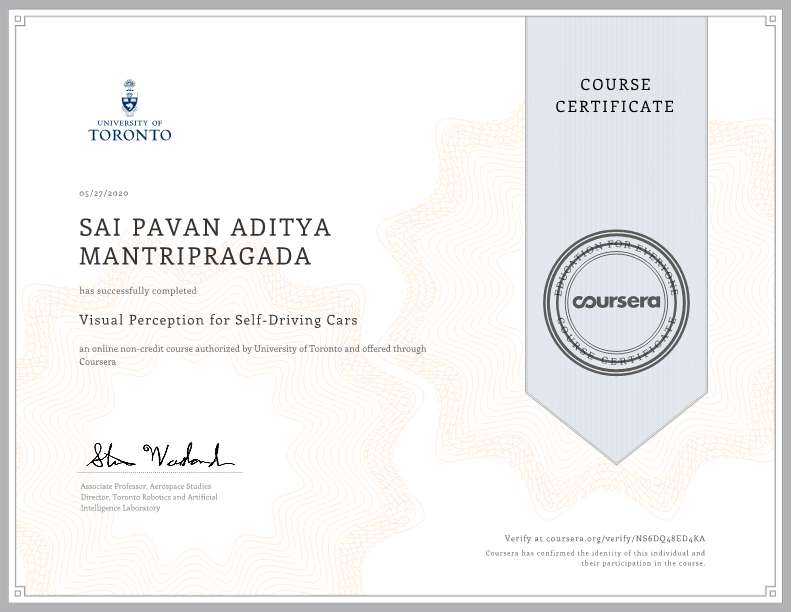 UNIVERSITY OF
TORONTO
COURSE
CERTIFICATE
05/27/2020
SAI PAVAN ADITYA
MANTRIPRAGADA
has successfully completed
Visual Perception for Self-Driving Cars
an online non-credit course authorized by University of Toronto and offered through
Coursera
EDUCATION FOR EVERYONE
coursera
COURSE CERTIFICATE
Associate Professor, Aerospace Studies
Director, Toronto Robotics and Artificial
Intelligence Laboratory
Verify at coursera.org/verify/NS6DQ48ED4KA
Coursera has confirmed the identity of this individual and
their participation in the course.